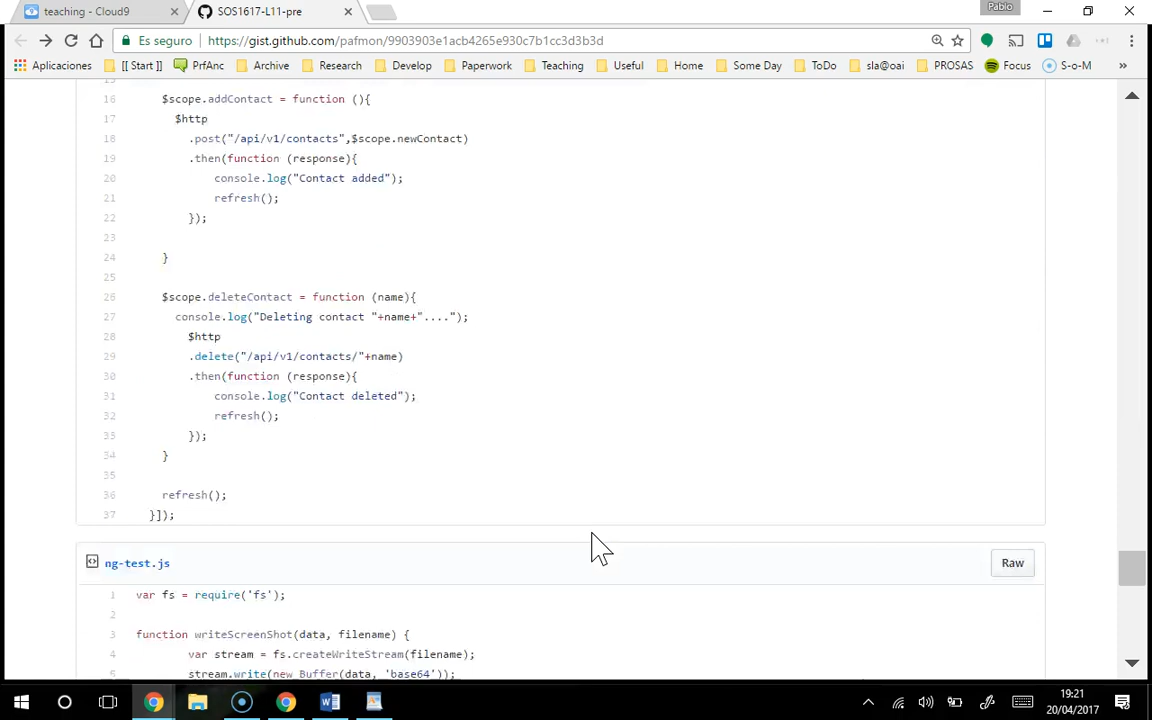 teaching - Cloud9
SOS1617-L11-pre
Pablo
Es seguro
https://gist.github.com/pafmon/9903903e1acb4265e930c7b1cc3d3b3d
Aplicaciones
[[ Start ]]
PrfAnc
Archive
Research
Develop
Paperwork
Teaching
Useful
Home
Some Day
ToDo
sla@oai
PROSAS
Focus
S-o-M
»
16 $scope.addContact = function (){
17 $http
18 .post("/api/v1/contacts",$scope.newContact)
19 .then(function (response){
20 console.log("Contact added");
21 refresh();
22 });
23
24 }
25
26 $scope.deleteContact = function (name){
27 console.log("Deleting contact "+name+"....");
28 $http
29 .delete("/api/v1/contacts/"+name)
30 .then(function (response){
31 console.log("Contact deleted");
32 refresh();
33 });
34 }
35
36 refresh();
37 }]);
ng-test.js
Raw
1 var fs = require('fs');
2
3 function writeScreenShot(data, filename) {
4 var stream = fs.createWriteStream(filename);
5 stream.write(new Buffer(data, 'base64'));
19:21
20/04/2017